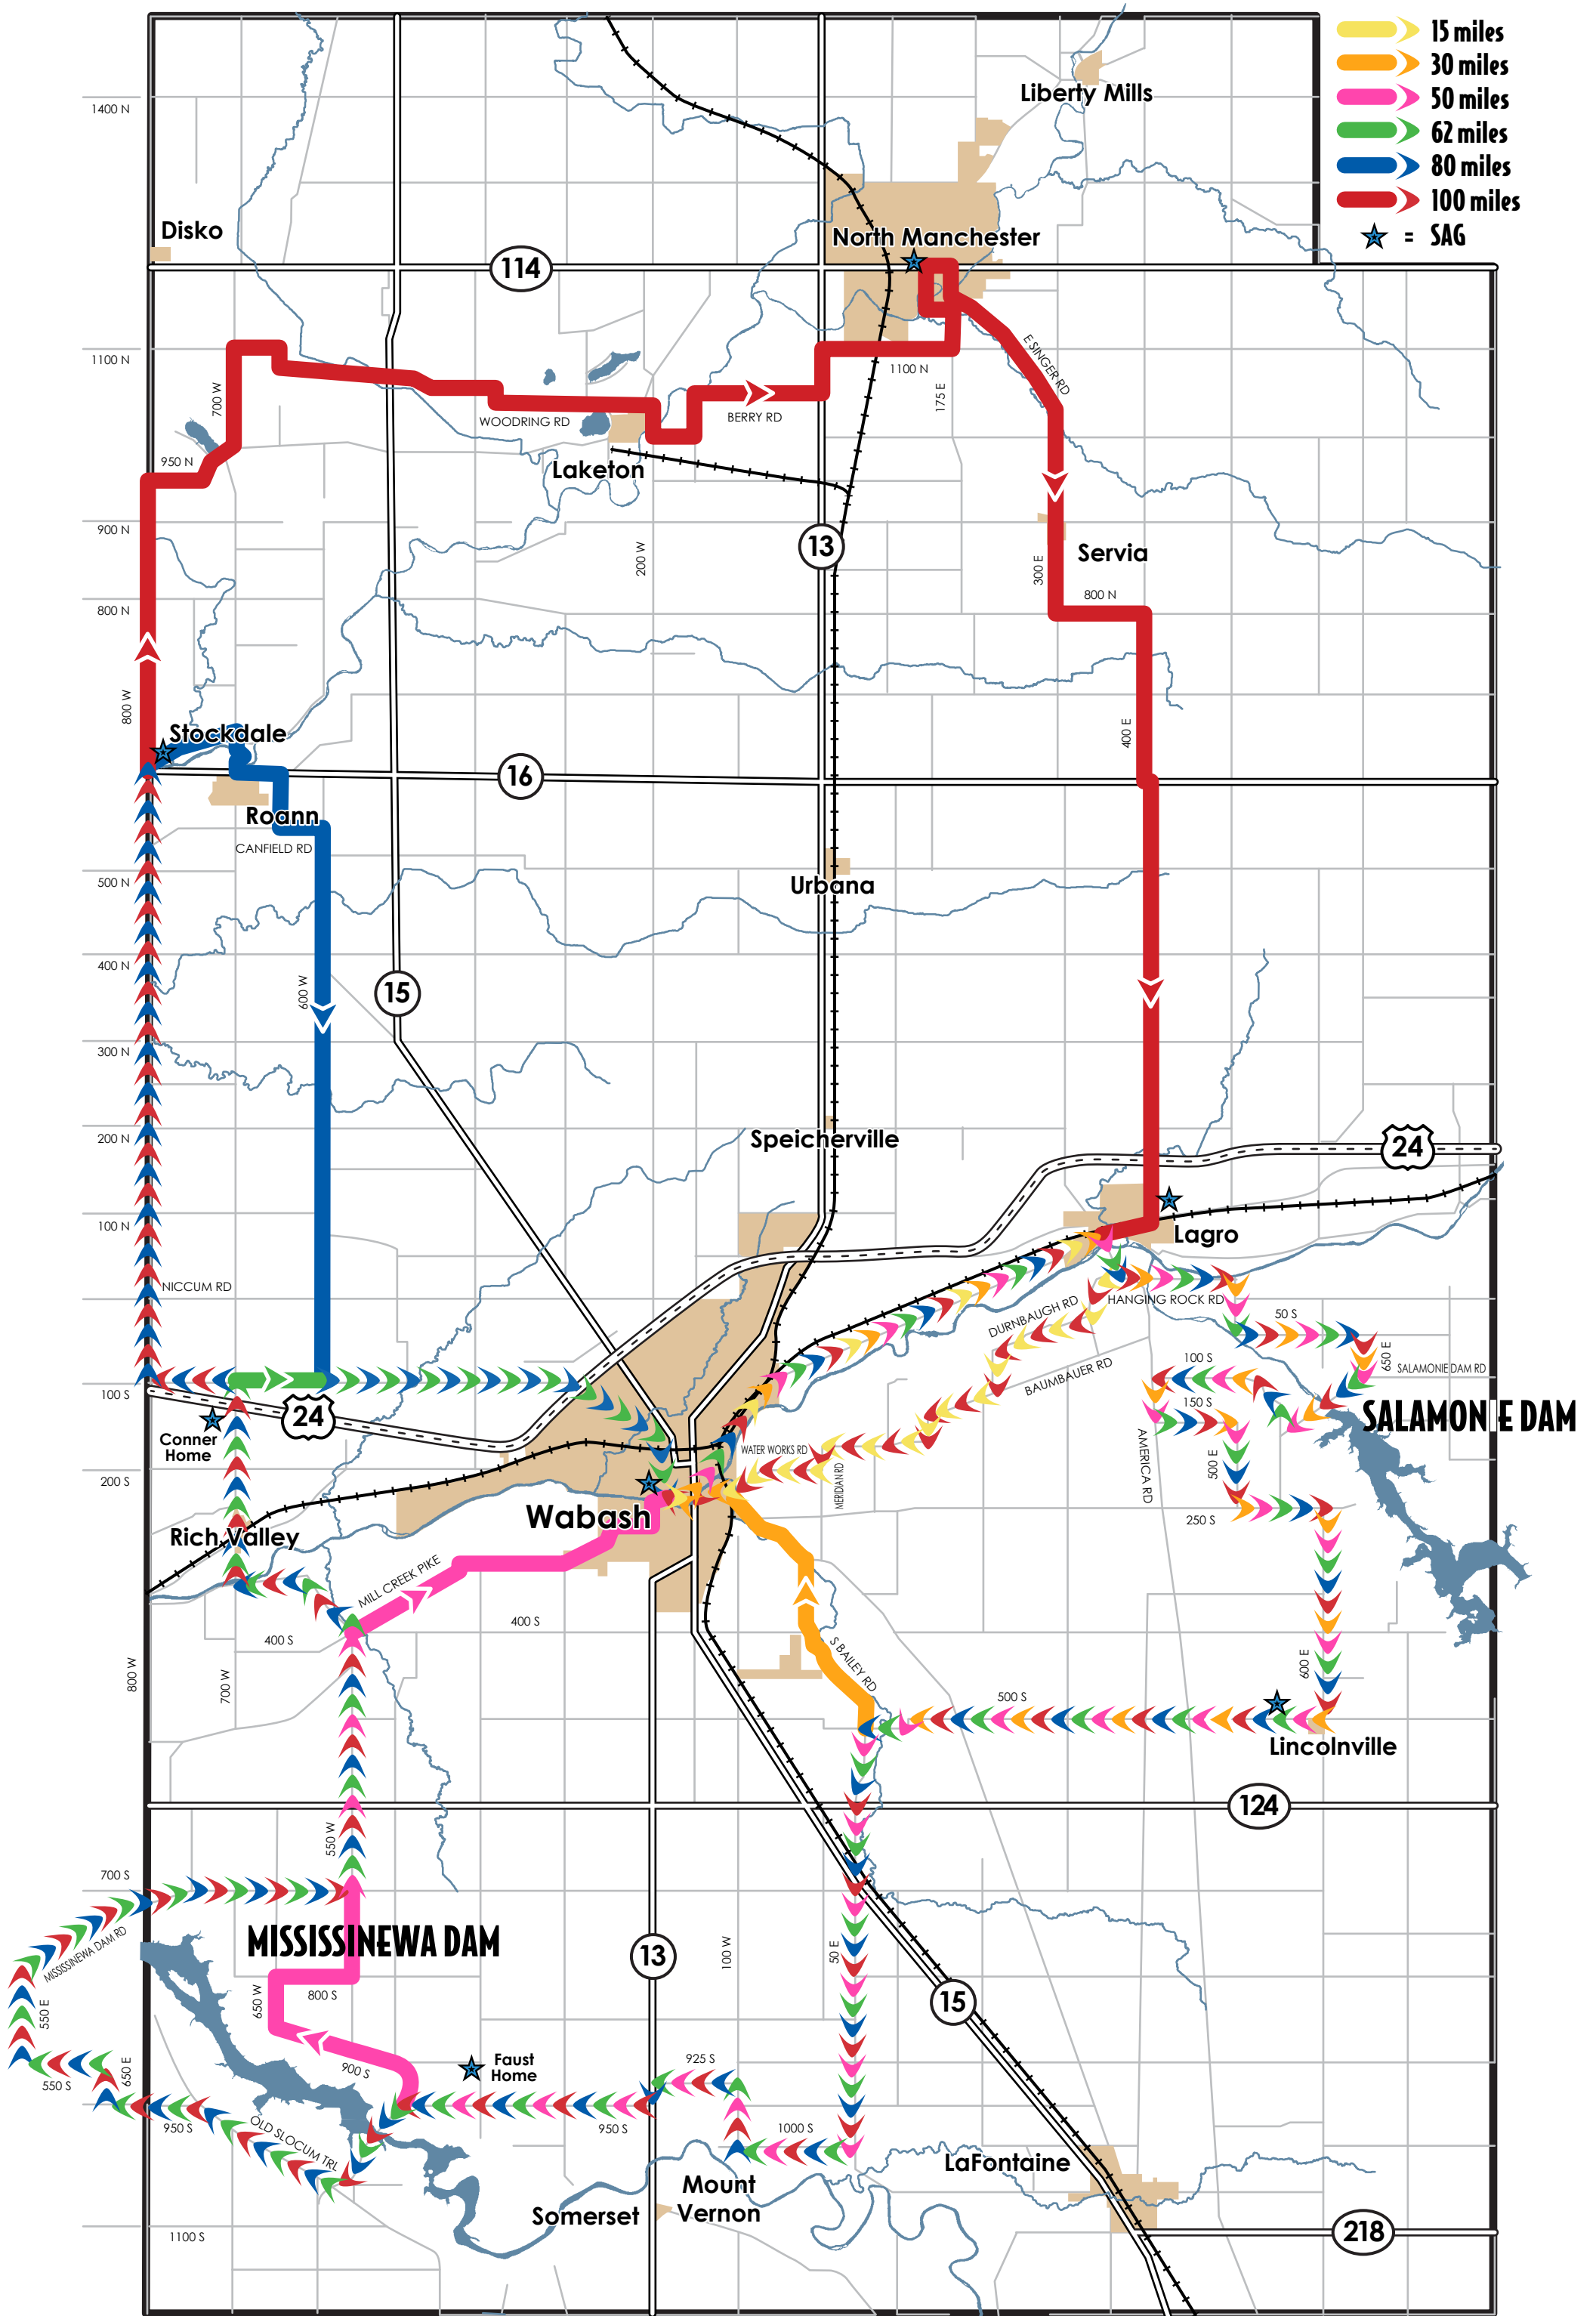 15 miles
30 miles
50 miles
62 miles
80 miles
100 miles
= SAG
Liberty Mills
1400 N
Disko
North Manchester
114
E SINGER RD
1100 N
1100 N
175 E
700 W
WOODRING RD
BERRY RD
950 N
Laketon
900 N
13
200 W
Servia
300 E
800 N
800 N
800 W
400 E
Stockdale
16
Roann
CANFIELD RD
500 N
Urbana
400 N
600 W
15
300 N
200 N
Speicherville
24
100 N
Lagro
NICCUM RD
HANGING ROCK RD
DURNBAUGH RD
50 S
650 E
SALAMONIE DAM RD
100 S
BAUMBAUER RD
100 S
150 S
24
SALAMONIE DAM
Conner
Home
WATER WORKS RD
AMERICA RD
500 E
MERIDIAN RD
200 S
Wabash
250 S
Rich Valley
MILL CREEK PIKE
400 S
400 S
S BAILEY RD
600 E
800 W
700 W
500 S
Lincolnville
124
550 W
700 S
MISSISSINEWA DAM
MISSISSINEWA DAM RD
13
100 W
50 E
650 W
800 S
15
550 E
900 S
Faust
Home
925 S
550 S
650 E
950 S
950 S
OLD SLOCUM TRL
1000 S
LaFontaine
Mount
Vernon
Somerset
1100 S
218